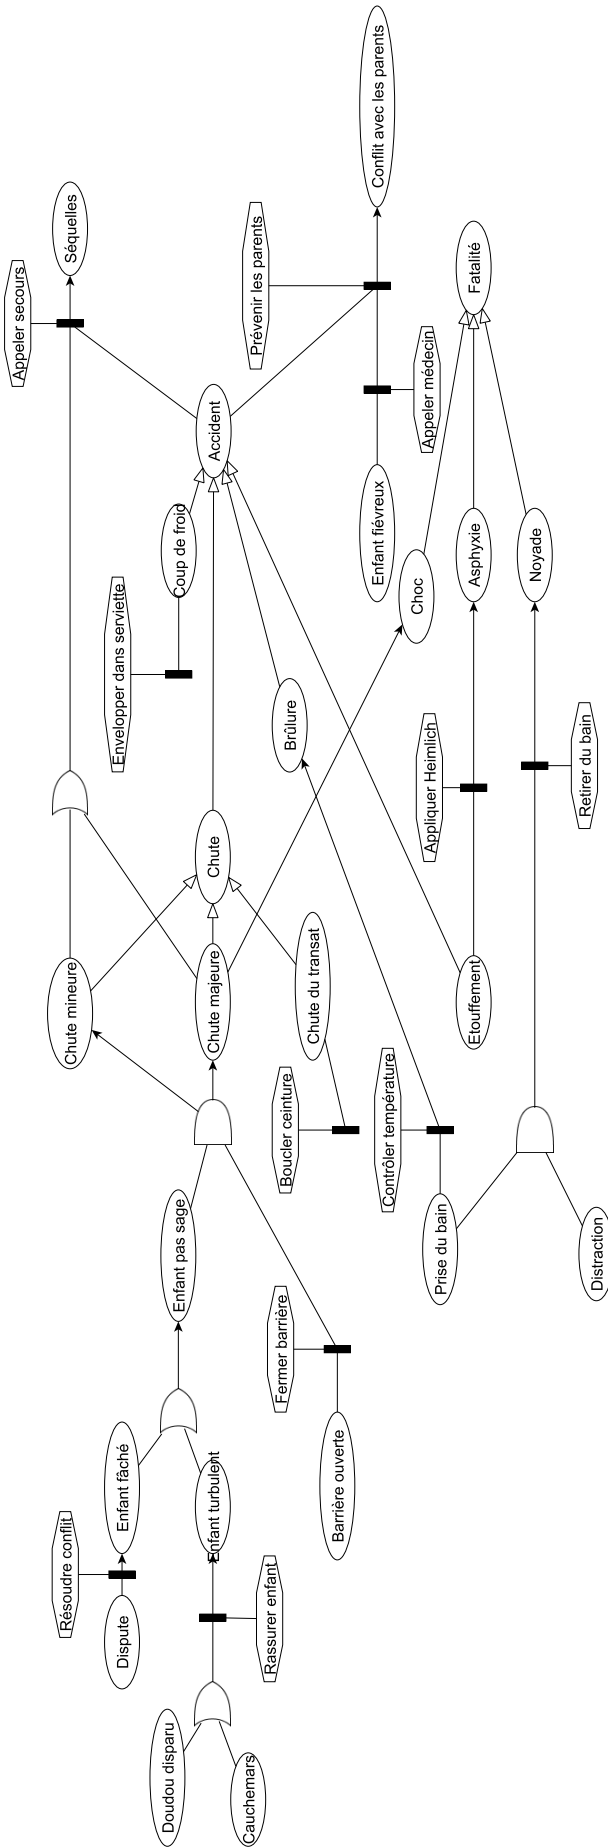 Appeler secours
Séquelles
Conflit avec les parents
Prévenir les parents
Fatalité
Accident
Appeler médecin
Coup de froid
Enfant fiévreux
Enveloper dans serviette
Choc
Asphyxie
Noyade
Brûlure
Appliquer Heimlich
Retirer du bain
Chute
Chute mineure
Chute majeure
Chute du transat
Etouffement
Boucler ceinture
Contrôler température
Enfant pas sage
Prise du bain
Distraction
Fermer barrière
Enfant fâché
Enfant turbulent
Barrière ouverte
Résoudre conflit
Dispute
Rassurer enfant
Doudou disparu
Cauchemars